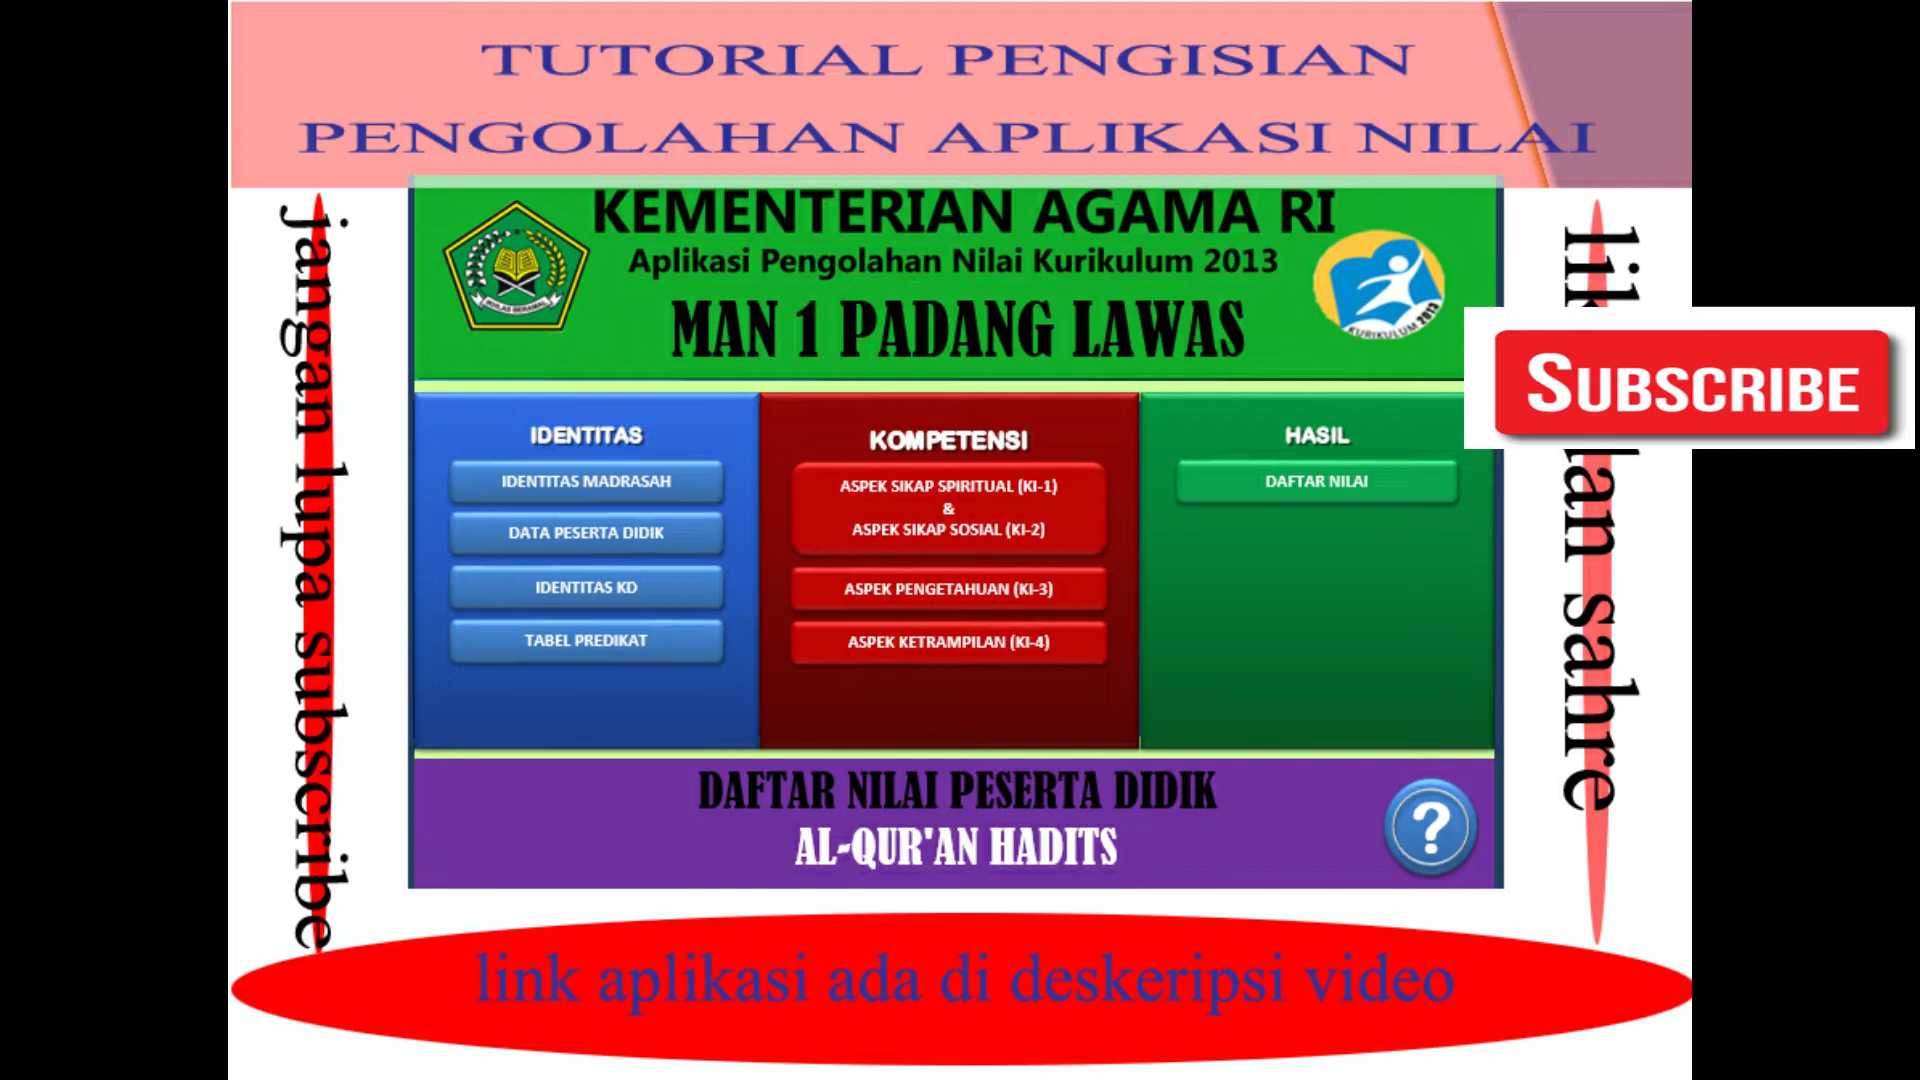 TUTORIAL PENGISIAN
PENGOLAHAN APLIKASI NILAI
jangan lupa subscribe
KEMENTERIAN AGAMA RI
Aplikasi Pengolahan Nilai Kurikulum 2013
MAN 1 PADANG LAWAS
IKHLAS BERAMAL
KURIKULUM 2013
IDENTITAS
IDENTITAS MADRASAH
DATA PESERTA DIDIK
IDENTITAS KD
TABEL PREDIKAT
KOMPETENSI
ASPEK SIKAP SPIRITUAL (KI-1)
&
ASPEK SIKAP SOSIAL (KI-2)
ASPEK PENGETAHUAN (KI-3)
ASPEK KETRAMPILAN (KI-4)
HASIL
DAFTAR NILAI
SUBSCRIBE
sahre
DAFTAR NILAI PESERTA DIDIK
AL-QUR'AN HADITS
?
link aplikasi ada di deskeripsi video